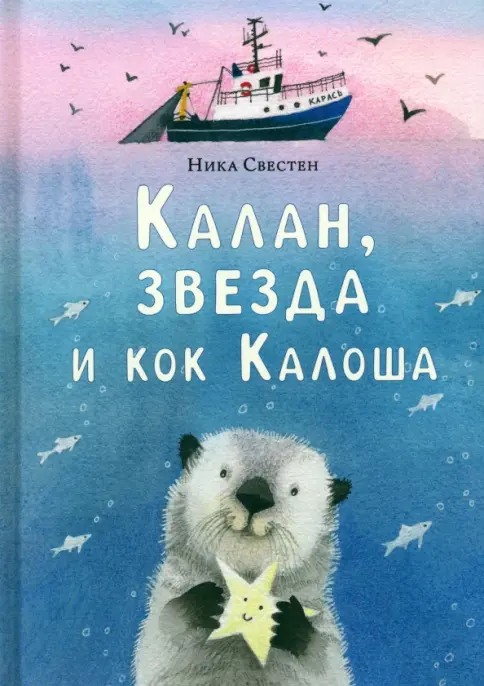 КАРАСЬ
Ника Свестен
Калан,
звезда
и кок Калоша